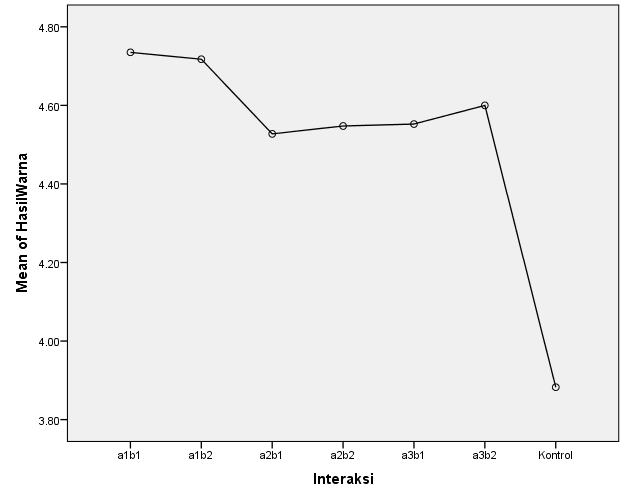 Mean of HasilWarna
4.80
4.60
4.40
4.20
4.00
3.80
a1b1 a1b2 a2b1 a2b2 a3b1 a3b2 Kontrol
Interaksi